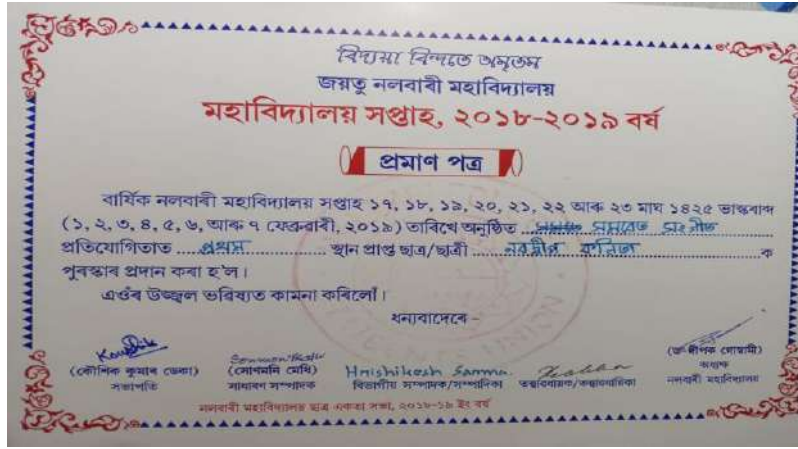 বিদ্যয়া বিন্দতে অমৃতম
জয়তু নলবাৰী মহাবিদ্যালয়
মহাবিদ্যালয় সপ্তাহ, ২০১৮-২০১৯ বৰ্ষ
প্ৰমাণ পত্ৰ
বাৰ্ষিক নলবাৰী মহাবিদ্যালয় সপ্তাহ ১৭, ১৮, ১৯, ২০, ২১, ২২ আৰু ২৩ মাঘ ১৪২৫ ভাস্কৰাব্দ
(১, ২, ৩, ৪, ৫, ৬, আৰু ৭ ফেব্ৰুৱাৰী, ২০১৯) তাৰিখে অনুষ্ঠিত সমবেত সংগীত
প্ৰতিযোগিতাত প্ৰথম স্থান প্ৰাপ্ত ছাত্ৰ/ছাত্ৰী নৱদ্বীপ কলিতা ক
পুৰস্কাৰ প্ৰদান কৰা হ'ল।
এওঁৰ উজ্জ্বল ভৱিষ্যত কামনা কৰিলোঁ।
ধন্যবাদেৰে -
Kaushik Hrishikesh Sarma
(কৌশিক কুমাৰ ডেকা) (সোণমনি মেধি) বিভাগীয় সম্পাদক/সম্পাদিকা তত্বাৱধায়ক/তত্বাৱধায়িকা (ড° দীপক গোস্বামী)
সভাপতি সাধাৰণ সম্পাদক অধ্যক্ষ
নলবাৰী মহাবিদ্যালয়
নলবাৰী মহাবিদ্যালয় ছাত্ৰ একতা সভা, ২০১৮-১৯ ইং বৰ্ষ